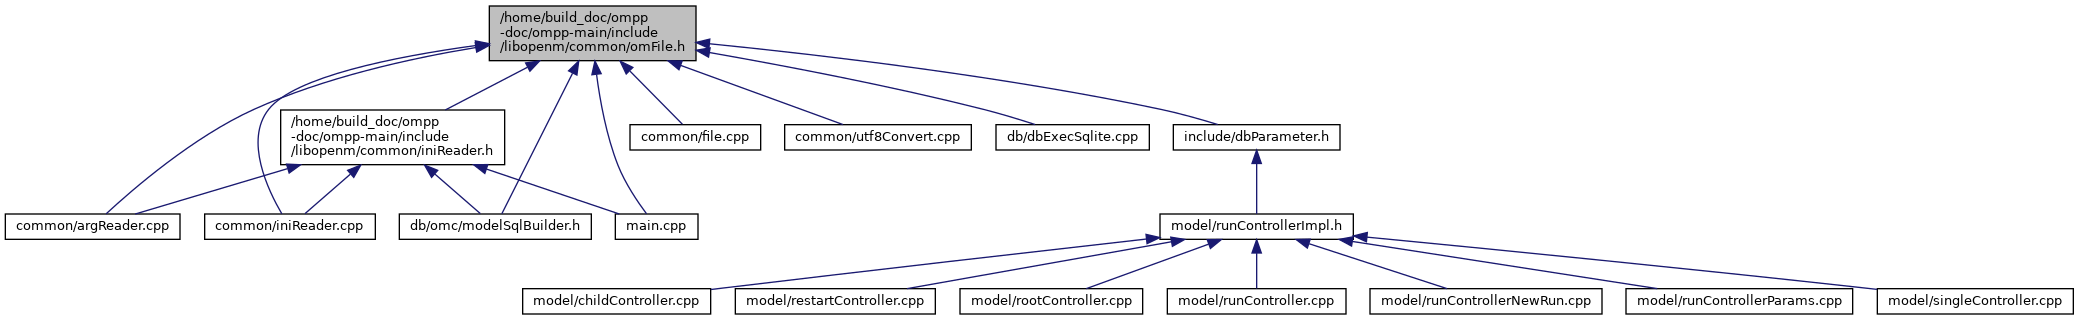 /home/build_doc/ompp
-doc/ompp-main/include
/libopenm/common/omFile.h
/home/build_doc/ompp
-doc/ompp-main/include
/libopenm/common/iniReader.h
common/file.cpp
common/utf8Convert.cpp
db/dbExecSqlite.cpp
include/dbParameter.h
common/argReader.cpp
common/iniReader.cpp
db/omc/modelSqlBuilder.h
main.cpp
model/runControllerImpl.h
model/childController.cpp
model/restartController.cpp
model/rootController.cpp
model/runController.cpp
model/runControllerNewRun.cpp
model/runControllerParams.cpp
model/singleController.cpp